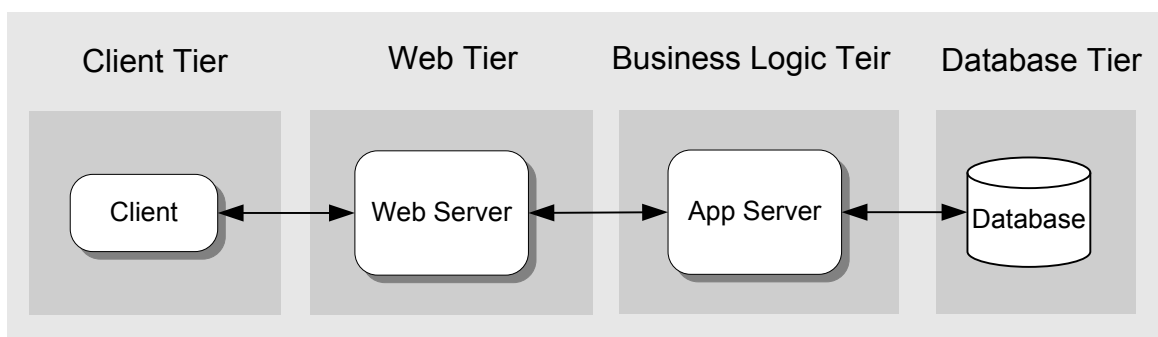 Client Tier
Web Tier
Business Logic Teir
Database Tier
Client
Web Server
App Server
Database